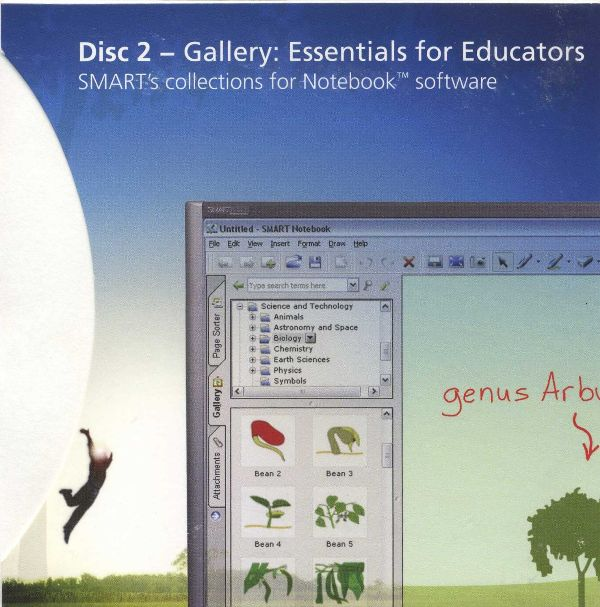 Disc 2 – Gallery: Essentials for Educators
SMART's collections for Notebook™ software
SMART
Untitled - SMART Notebook
File Edit View Insert Format Draw Help
Type search terms here
Page Sorter
Gallery
Attachments
Science and Technology
Animals
Astronomy and Space
Biology
Chemistry
Earth Sciences
Physics
Symbols
Bean 2
Bean 3
Bean 4
Bean 5
genus Arbu